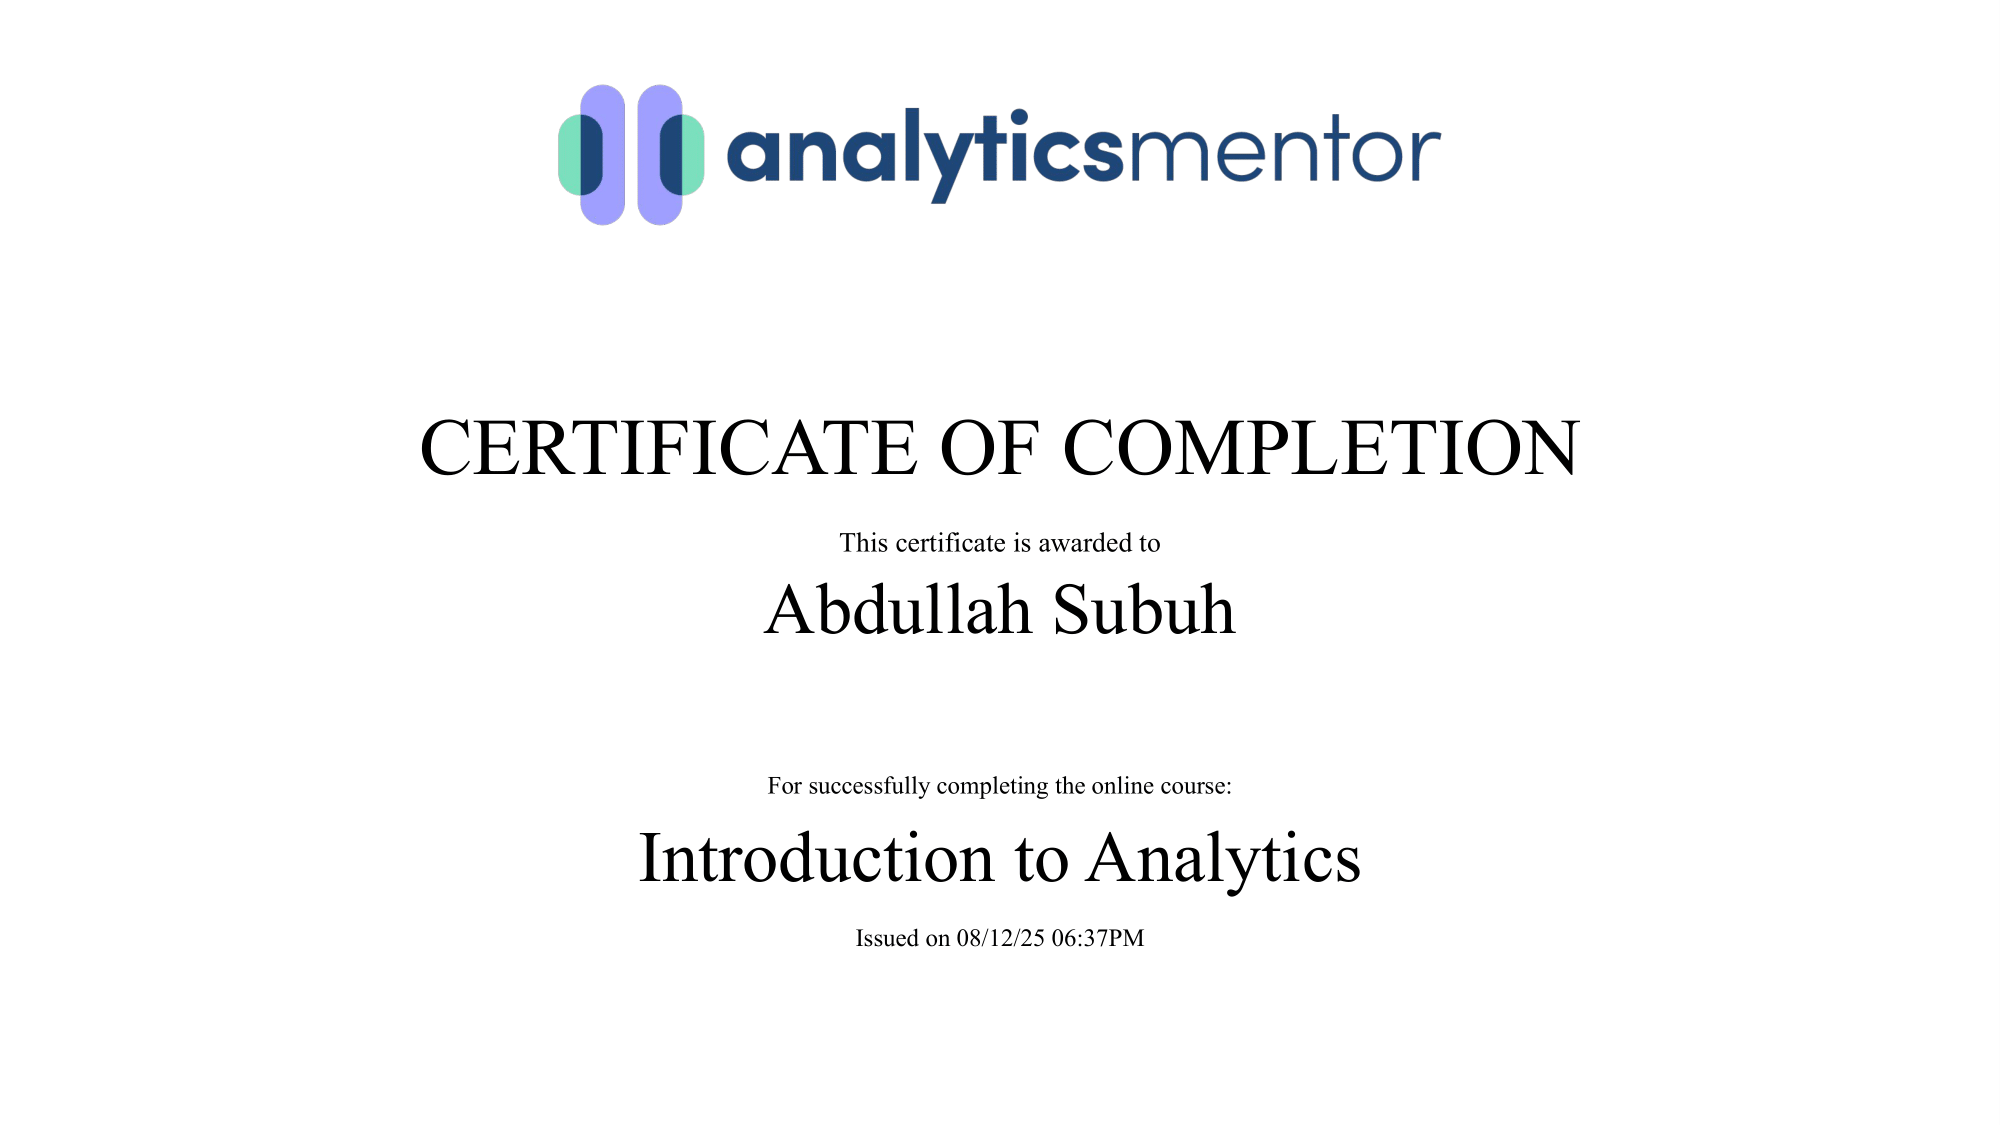 analyticsmentor
CERTIFICATE OF COMPLETION
This certificate is awarded to
Abdullah Subuh
For successfully completing the online course:
Introduction to Analytics
Issued on 08/12/25 06:37PM